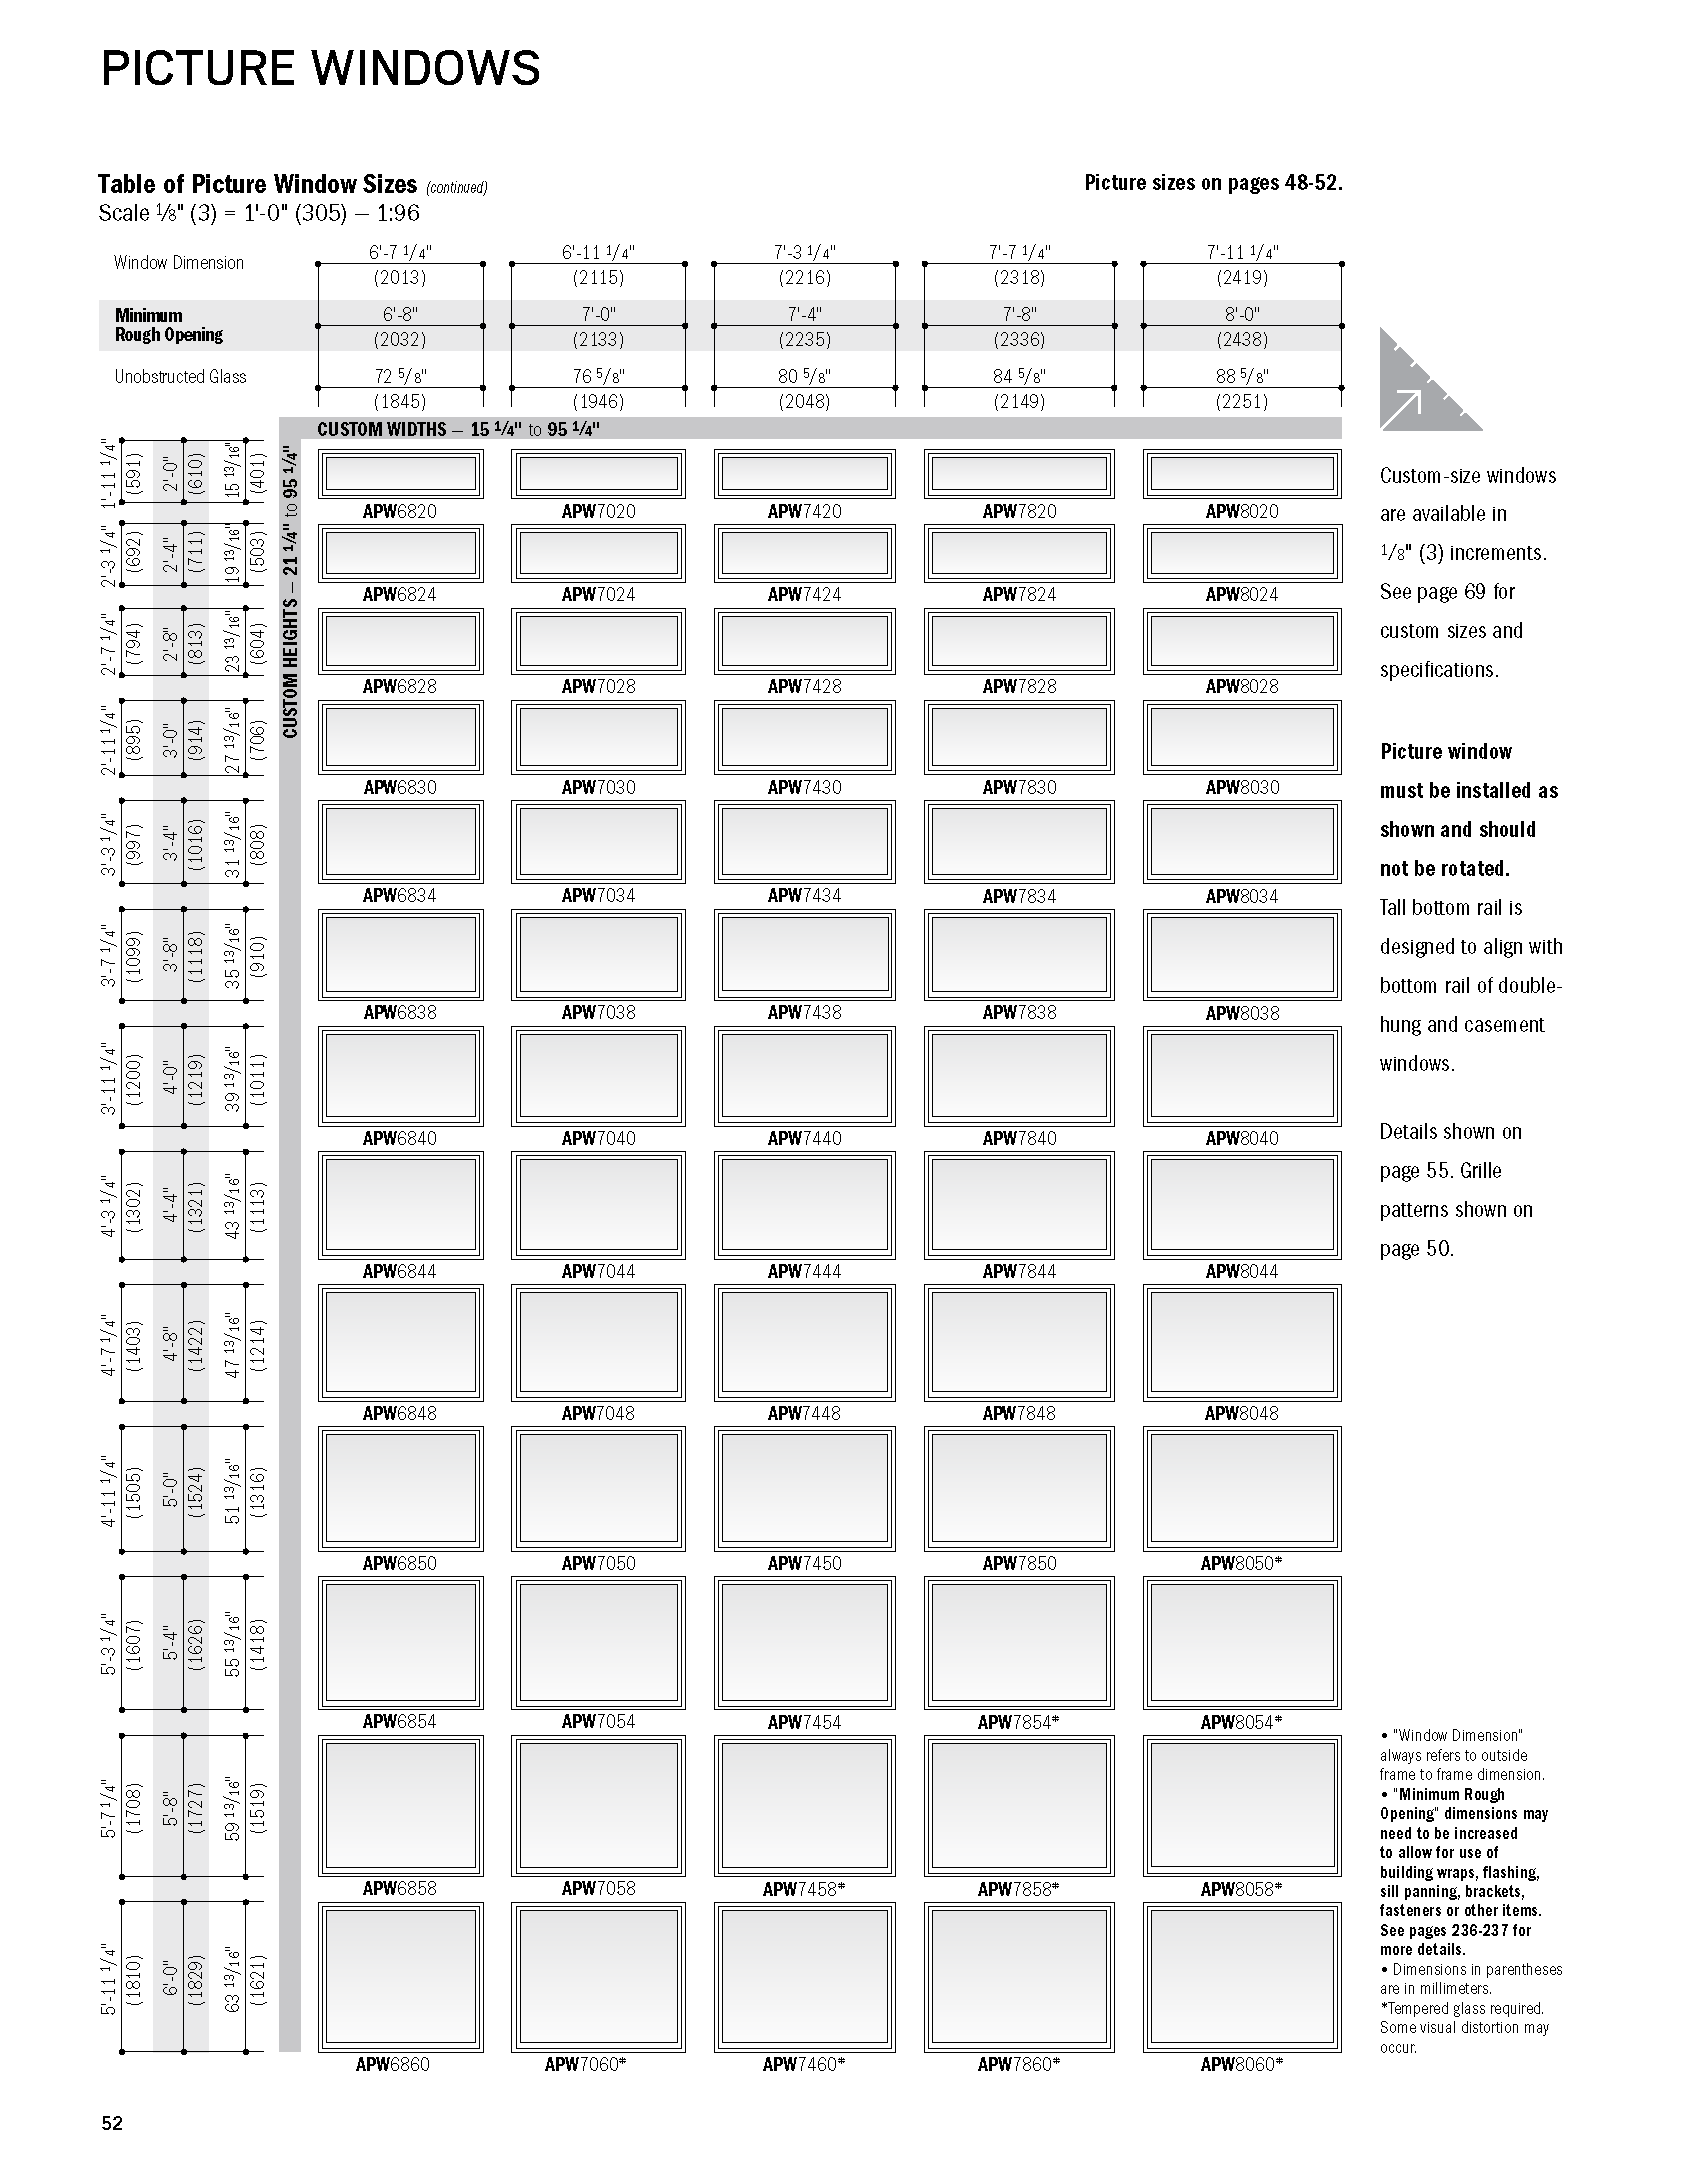 PICTURE WINDOWS
Table of Picture Window Sizes (continued)
Scale 1/8" (3) = 1'-0" (305) – 1:96
Picture sizes on pages 48-52.
Window Dimension
6'-7 1/4" 6'-11 1/4" 7'-3 1/4" 7'-7 1/4" 7'-11 1/4"
(2013) (2115) (2216) (2318) (2419)
Minimum
Rough Opening
6'-8" 7'-0" 7'-4" 7'-8" 8'-0"
(2032) (2133) (2235) (2336) (2438)
Unobstructed Glass
72 5/8" 76 5/8" 80 5/8" 84 5/8" 88 5/8"
(1845) (1946) (2048) (2149) (2251)
CUSTOM WIDTHS – 15 1/4" to 95 1/4"
CUSTOM HEIGHTS – 21 1/4" to 95 1/4"
1'-11 1/4" (591) 2'-0" (610) 15 13/16" (401)
APW6820 APW7020 APW7420 APW7820 APW8020
2'-3 1/4" (692) 2'-4" (711) 19 13/16" (503)
APW6824 APW7024 APW7424 APW7824 APW8024
2'-7 1/4" (794) 2'-8" (813) 23 13/16" (604)
APW6828 APW7028 APW7428 APW7828 APW8028
2'-11 1/4" (895) 3'-0" (914) 27 13/16" (706)
APW6830 APW7030 APW7430 APW7830 APW8030
3'-3 1/4" (997) 3'-4" (1016) 31 13/16" (808)
APW6834 APW7034 APW7434 APW7834 APW8034
3'-7 1/4" (1099) 3'-8" (1118) 35 13/16" (910)
APW6838 APW7038 APW7438 APW7838 APW8038
3'-11 1/4" (1200) 4'-0" (1219) 39 13/16" (1011)
APW6840 APW7040 APW7440 APW7840 APW8040
4'-3 1/4" (1302) 4'-4" (1321) 43 13/16" (1113)
APW6844 APW7044 APW7444 APW7844 APW8044
4'-7 1/4" (1403) 4'-8" (1422) 47 13/16" (1214)
APW6848 APW7048 APW7448 APW7848 APW8048
4'-11 1/4" (1505) 5'-0" (1524) 51 13/16" (1316)
APW6850 APW7050 APW7450 APW7850 APW8050*
5'-3 1/4" (1607) 5'-4" (1626) 55 13/16" (1418)
APW6854 APW7054 APW7454 APW7854* APW8054*
5'-7 1/4" (1708) 5'-8" (1727) 59 13/16" (1519)
APW6858 APW7058 APW7458* APW7858* APW8058*
5'-11 1/4" (1810) 6'-0" (1829) 63 13/16" (1621)
APW6860 APW7060* APW7460* APW7860* APW8060*
Custom-size windows
are available in
1/8" (3) increments.
See page 69 for
custom sizes and
specifications.
Picture window
must be installed as
shown and should
not be rotated.
Tall bottom rail is
designed to align with
bottom rail of double-
hung and casement
windows.
Details shown on
page 55. Grille
patterns shown on
page 50.
• "Window Dimension"
always refers to outside
frame to frame dimension.
• "Minimum Rough
Opening" dimensions may
need to be increased
to allow for use of
building wraps, flashing,
sill panning, brackets,
fasteners or other items.
See pages 236-237 for
more details.
• Dimensions in parentheses
are in millimeters.
*Tempered glass required.
Some visual distortion may
occur.
52